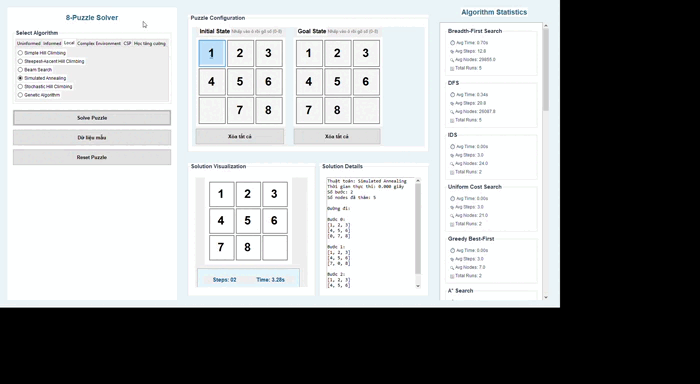 8-Puzzle Solver
Select Algorithm
Uninformed Informed Local Complex Environment CSP Học tăng cường
Simple Hill Climbing
Steepest-Ascent Hill Climbing
Beam Search
Simulated Annealing
Stochastic Hill Climbing
Genetic Algorithm
Solve Puzzle
Dữ liệu mẫu
Reset Puzzle
Puzzle Configuration
Initial State Nhấp vào ô rồi gõ số (0-8)
1 2 3
4 5 6
7 8
Xóa tất cả
Goal State Nhấp vào ô rồi gõ số (0-8)
1 2 3
4 5 6
7 8
Xóa tất cả
Solution Visualization
1 2 3
4 5 6
7 8
Steps: 02 Time: 3.28s
Solution Details
Thuật toán: Simulated Annealing
Thời gian thực thi: 0.000 giây
Số bước: 2
Số nodes đã thăm: 5
Đường đi:
Bước 0:
[1, 2, 3]
[4, 5, 6]
[0, 7, 8]
Bước 1:
[1, 2, 3]
[4, 5, 6]
[7, 0, 8]
Bước 2:
[1, 2, 3]
[4, 5, 6]
Algorithm Statistics
Breadth-First Search
Avg Time: 0.70s
Avg Steps: 12.8
Avg Nodes: 29855.0
Total Runs: 5
DFS
Avg Time: 0.34s
Avg Steps: 29.8
Avg Nodes: 26087.8
Total Runs: 5
IDS
Avg Time: 0.00s
Avg Steps: 3.0
Avg Nodes: 24.0
Total Runs: 2
Uniform Cost Search
Avg Time: 0.00s
Avg Steps: 3.0
Avg Nodes: 21.0
Total Runs: 2
Greedy Best-First
Avg Time: 0.00s
Avg Steps: 3.0
Avg Nodes: 7.0
Total Runs: 2
A* Search